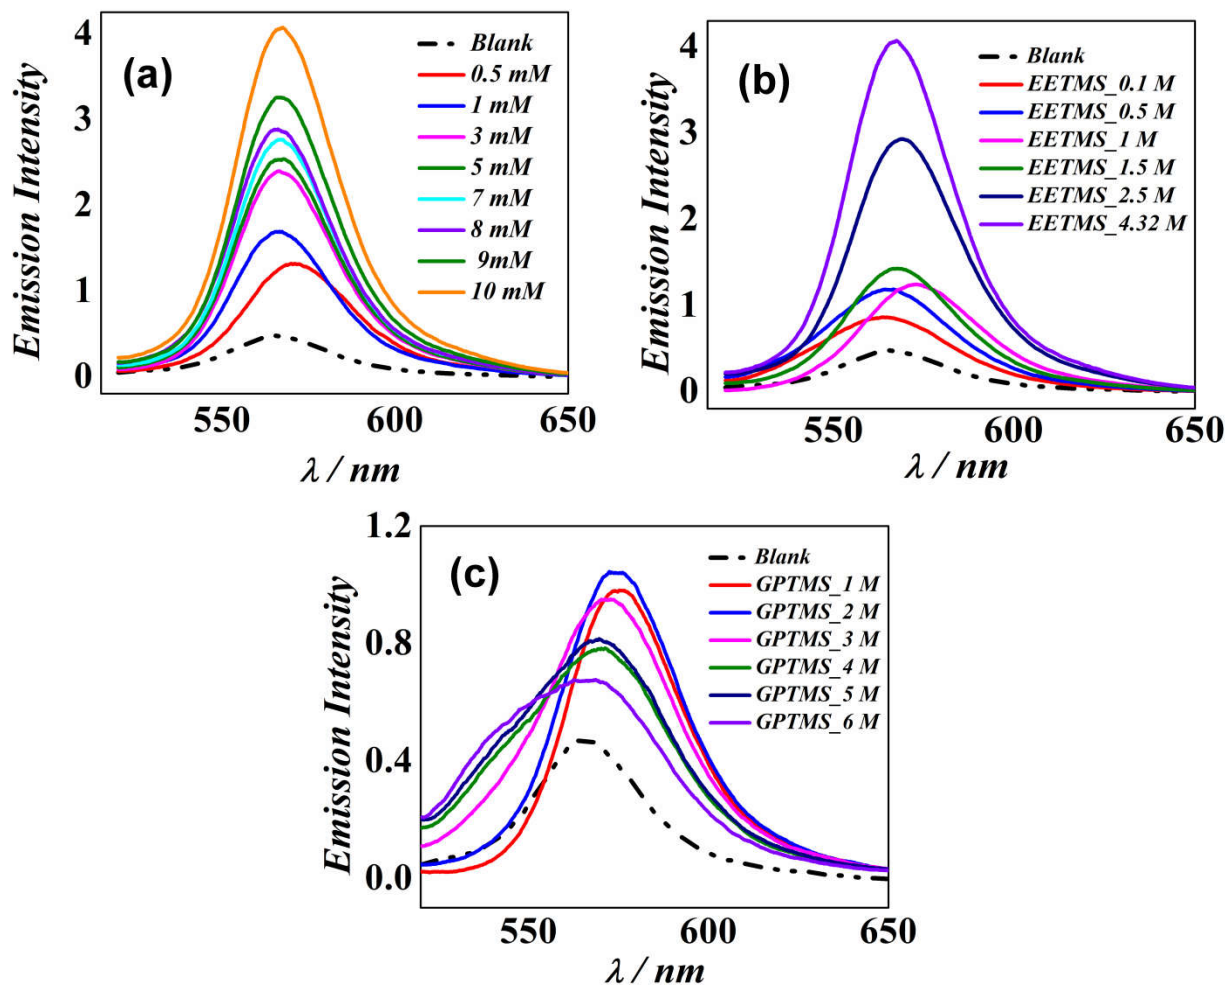 (a)
Emission Intensity
4
3
2
1
0
Blank
0.5 mM
1 mM
3 mM
5 mM
7 mM
8 mM
9mM
10 mM
550 600 650
λ / nm
(b)
Emission Intensity
4
3
2
1
0
Blank
EETMS_0.1 M
EETMS_0.5 M
EETMS_1 M
EETMS_1.5 M
EETMS_2.5 M
EETMS_4.32 M
550 600 650
λ / nm
(c)
Emission Intensity
1.2
0.8
0.4
0.0
Blank
GPTMS_1 M
GPTMS_2 M
GPTMS_3 M
GPTMS_4 M
GPTMS_5 M
GPTMS_6 M
550 600 650
λ / nm